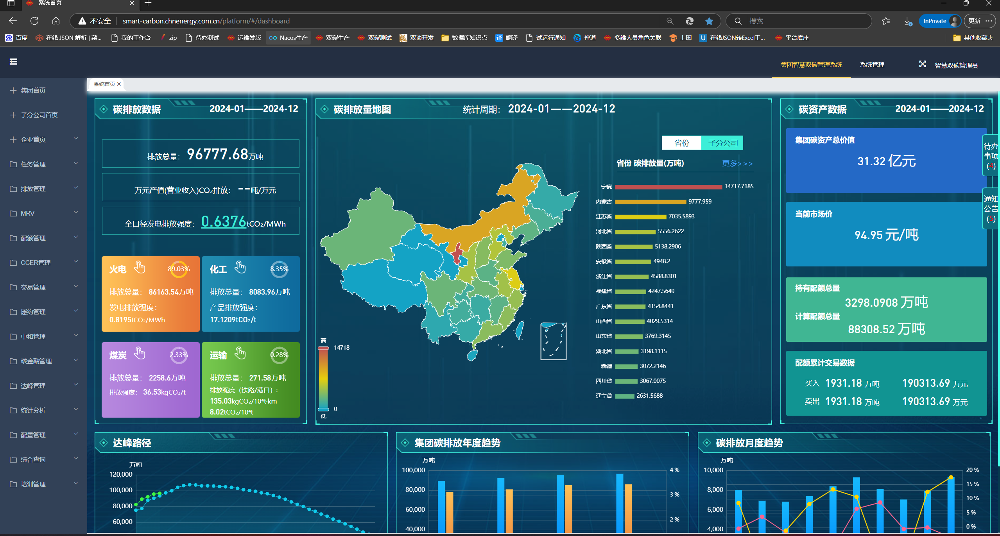 系统首页
不安全
smart-carbon.chnenergy.com.cn/platform/#/dashboard
搜索
InPrivate
更新
百度
在线 JSON 解析 | 菜...
我的工作台
zip
待办测试
运维发版
Nacos生产
双碳生产
双碳测试
双谈开发
数据库知识点
翻译
试运行通知
禅道
多维人员角色关联
上国
在线JSON转Excel工...
平台底座
其他收藏夹
集团智慧双碳管理系统
系统管理
智慧双碳管理员
系统首页
集团首页
子分公司首页
企业首页
任务管理
排放管理
MRV
配额管理
CCER管理
交易管理
履约管理
中和管理
碳金融管理
达峰管理
统计分析
配置管理
综合查询
培训管理
碳排放数据
2024-01——2024-12
排放总量： 96777.68万吨
万元产值(营业收入)CO₂排放： --吨/万元
全口径发电排放强度： 0.6376tCO₂/MWh
火电
89.03%
排放总量： 86163.54万吨
发电排放强度：
0.8195tCO₂/MWh
化工
8.35%
排放总量： 8083.96万吨
产品排放强度：
17.1209tCO₂/t
煤炭
2.33%
排放总量： 2258.6万吨
排放强度： 36.53kgCO₂/t
运输
0.28%
排放总量： 271.58万吨
排放强度（铁路/港口）：
135.03kgCO₂/10⁴t·km
8.02tCO₂/10⁴t
碳排放量地图
统计周期： 2024-01——2024-12
省份
子分公司
省份 碳排放量(万吨)
更多>>>
宁夏 14717.7185
内蒙古 9777.959
江苏省 7035.5893
河北省 5556.2622
陕西省 5138.2906
安徽省 4948.2
浙江省 4588.8301
福建省 4247.5649
广东省 4154.8441
山西省 4029.5314
山东省 3769.3145
湖北省 3198.1115
新疆 3072.2146
四川省 3067.0075
辽宁省 2631.5688
高
14718
0
低
碳资产数据
2024-01——2024-12
集团碳资产总价值
31.32 亿元
当前市场价
94.95 元/吨
持有配额总量
3298.0908 万吨
计算配额总量
88308.52 万吨
配额累计交易数据
买入 1931.18 万吨 190313.69 万元
卖出 1931.18 万吨 190313.69 万元
待办
事项
(4)
通知
公告
(5)
达峰路径
万吨
120,000
100,000
80,000
60,000
集团碳排放年度趋势
万吨
100,000
80,000
60,000
40,000
4 %
3 %
2 %
碳排放月度趋势
万吨
10,000
8,000
6,000
4,000
20 %
15 %
10 %
5 %
0 %